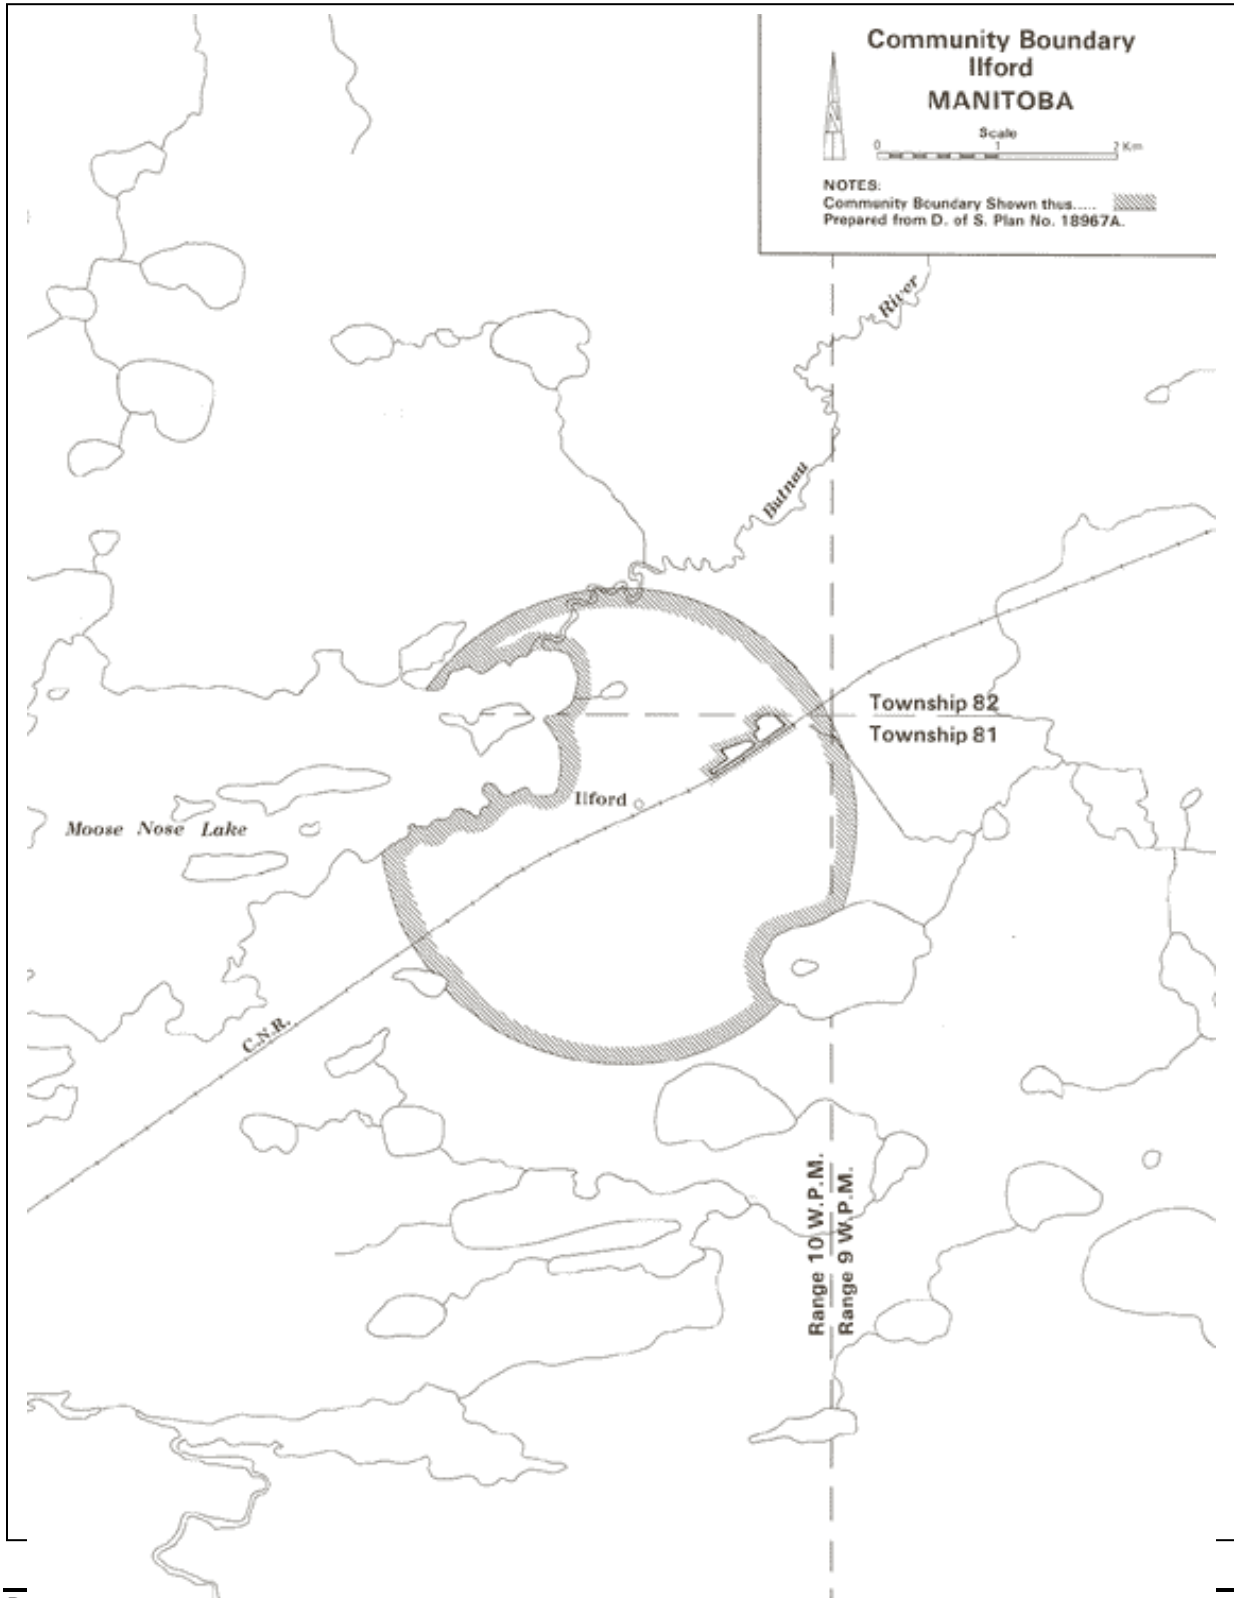 Community Boundary
Ilford
MANITOBA
Scale
0 1 2 Km
NOTES:
Community Boundary Shown thus.....
Prepared from D. of S. Plan No. 18967A.
River
Butnau
Township 82
Township 81
Ilford
Moose Nose Lake
C.N.R.
Range 10 W.P.M.
Range 9 W.P.M.